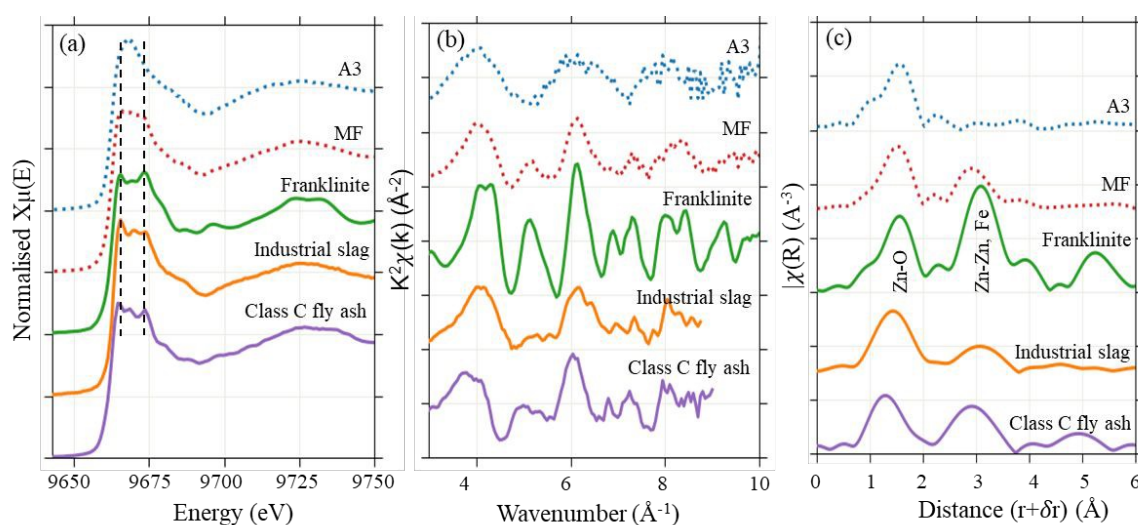 (a)
A3
MF
Franklinite
Industrial slag
Class C fly ash
Normalised Xμ(E)
9650 9675 9700 9725 9750
Energy (eV)
(b)
A3
MF
Franklinite
Industrial slag
Class C fly ash
K²χ(k) (Å⁻²)
4 6 8 10
Wavenumber (Å⁻¹)
(c)
A3
MF
Franklinite
Zn-O
Zn-Zn, Fe
Industrial slag
Class C fly ash
|χ(R) (A⁻³)
0 1 2 3 4 5 6
Distance (r+δr) (Å)